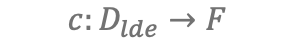 c: D_{lde} → F